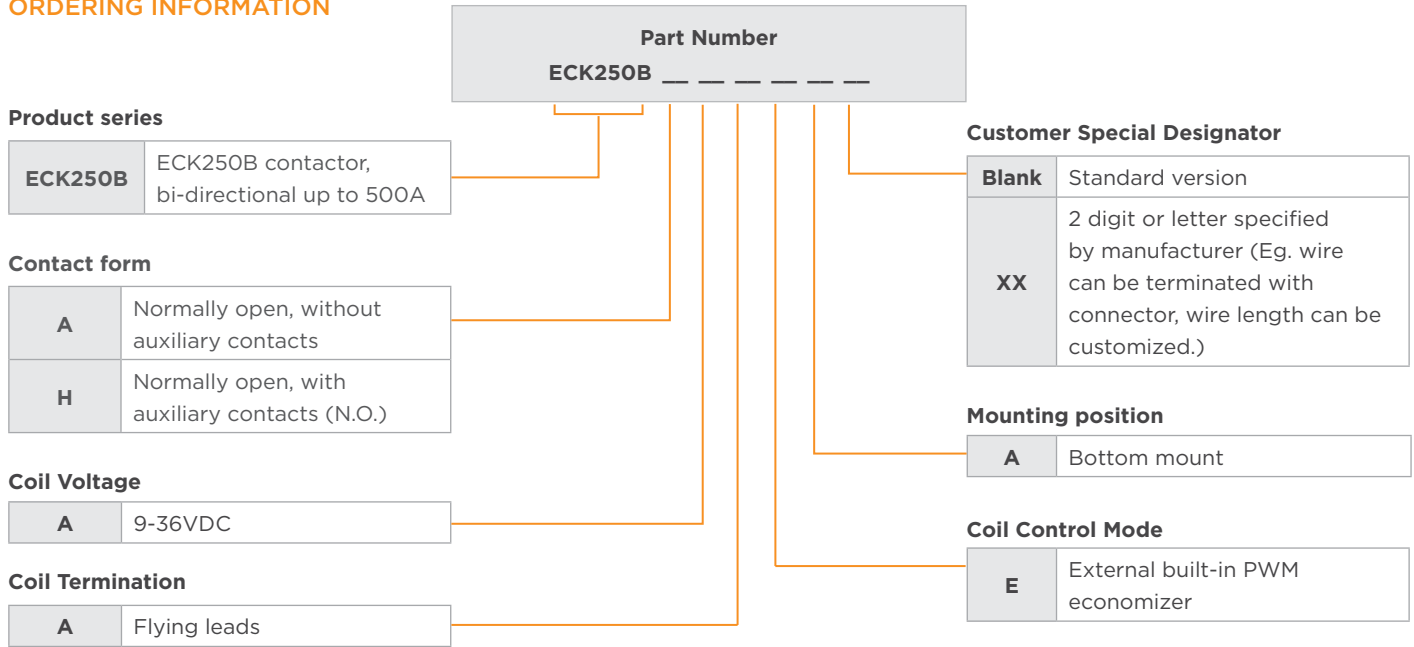 ORDERING INFORMATION
Part Number
ECK250B __ __ __ __ __ __
Product series
ECK250B
ECK250B contactor,
bi-directional up to 500A
Contact form
A
Normally open, without
auxiliary contacts
H
Normally open, with
auxiliary contacts (N.O.)
Coil Voltage
A
9-36VDC
Coil Termination
A
Flying leads
Customer Special Designator
Blank
Standard version
XX
2 digit or letter specified
by manufacturer (Eg. wire
can be terminated with
connector, wire length can be
customized.)
Mounting position
A
Bottom mount
Coil Control Mode
E
External built-in PWM
economizer